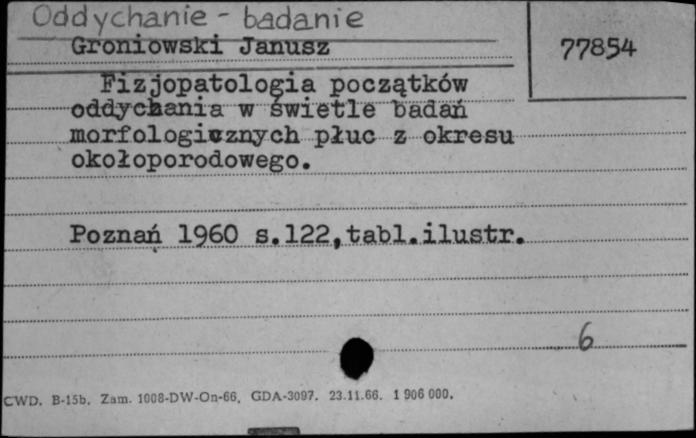 Oddychanie - badanie
Groniowski Janusz
77854
Fizjopatologia początków
oddychania w świetle badań
morfologicznych płuc z okresu
okołoporodowego.
Poznań 1960 s.122,tabl.ilustr.
6
CWD. B-15b. Zam. 1008-DW-On-66. GDA-3097. 23.11.66. 1 906 000.